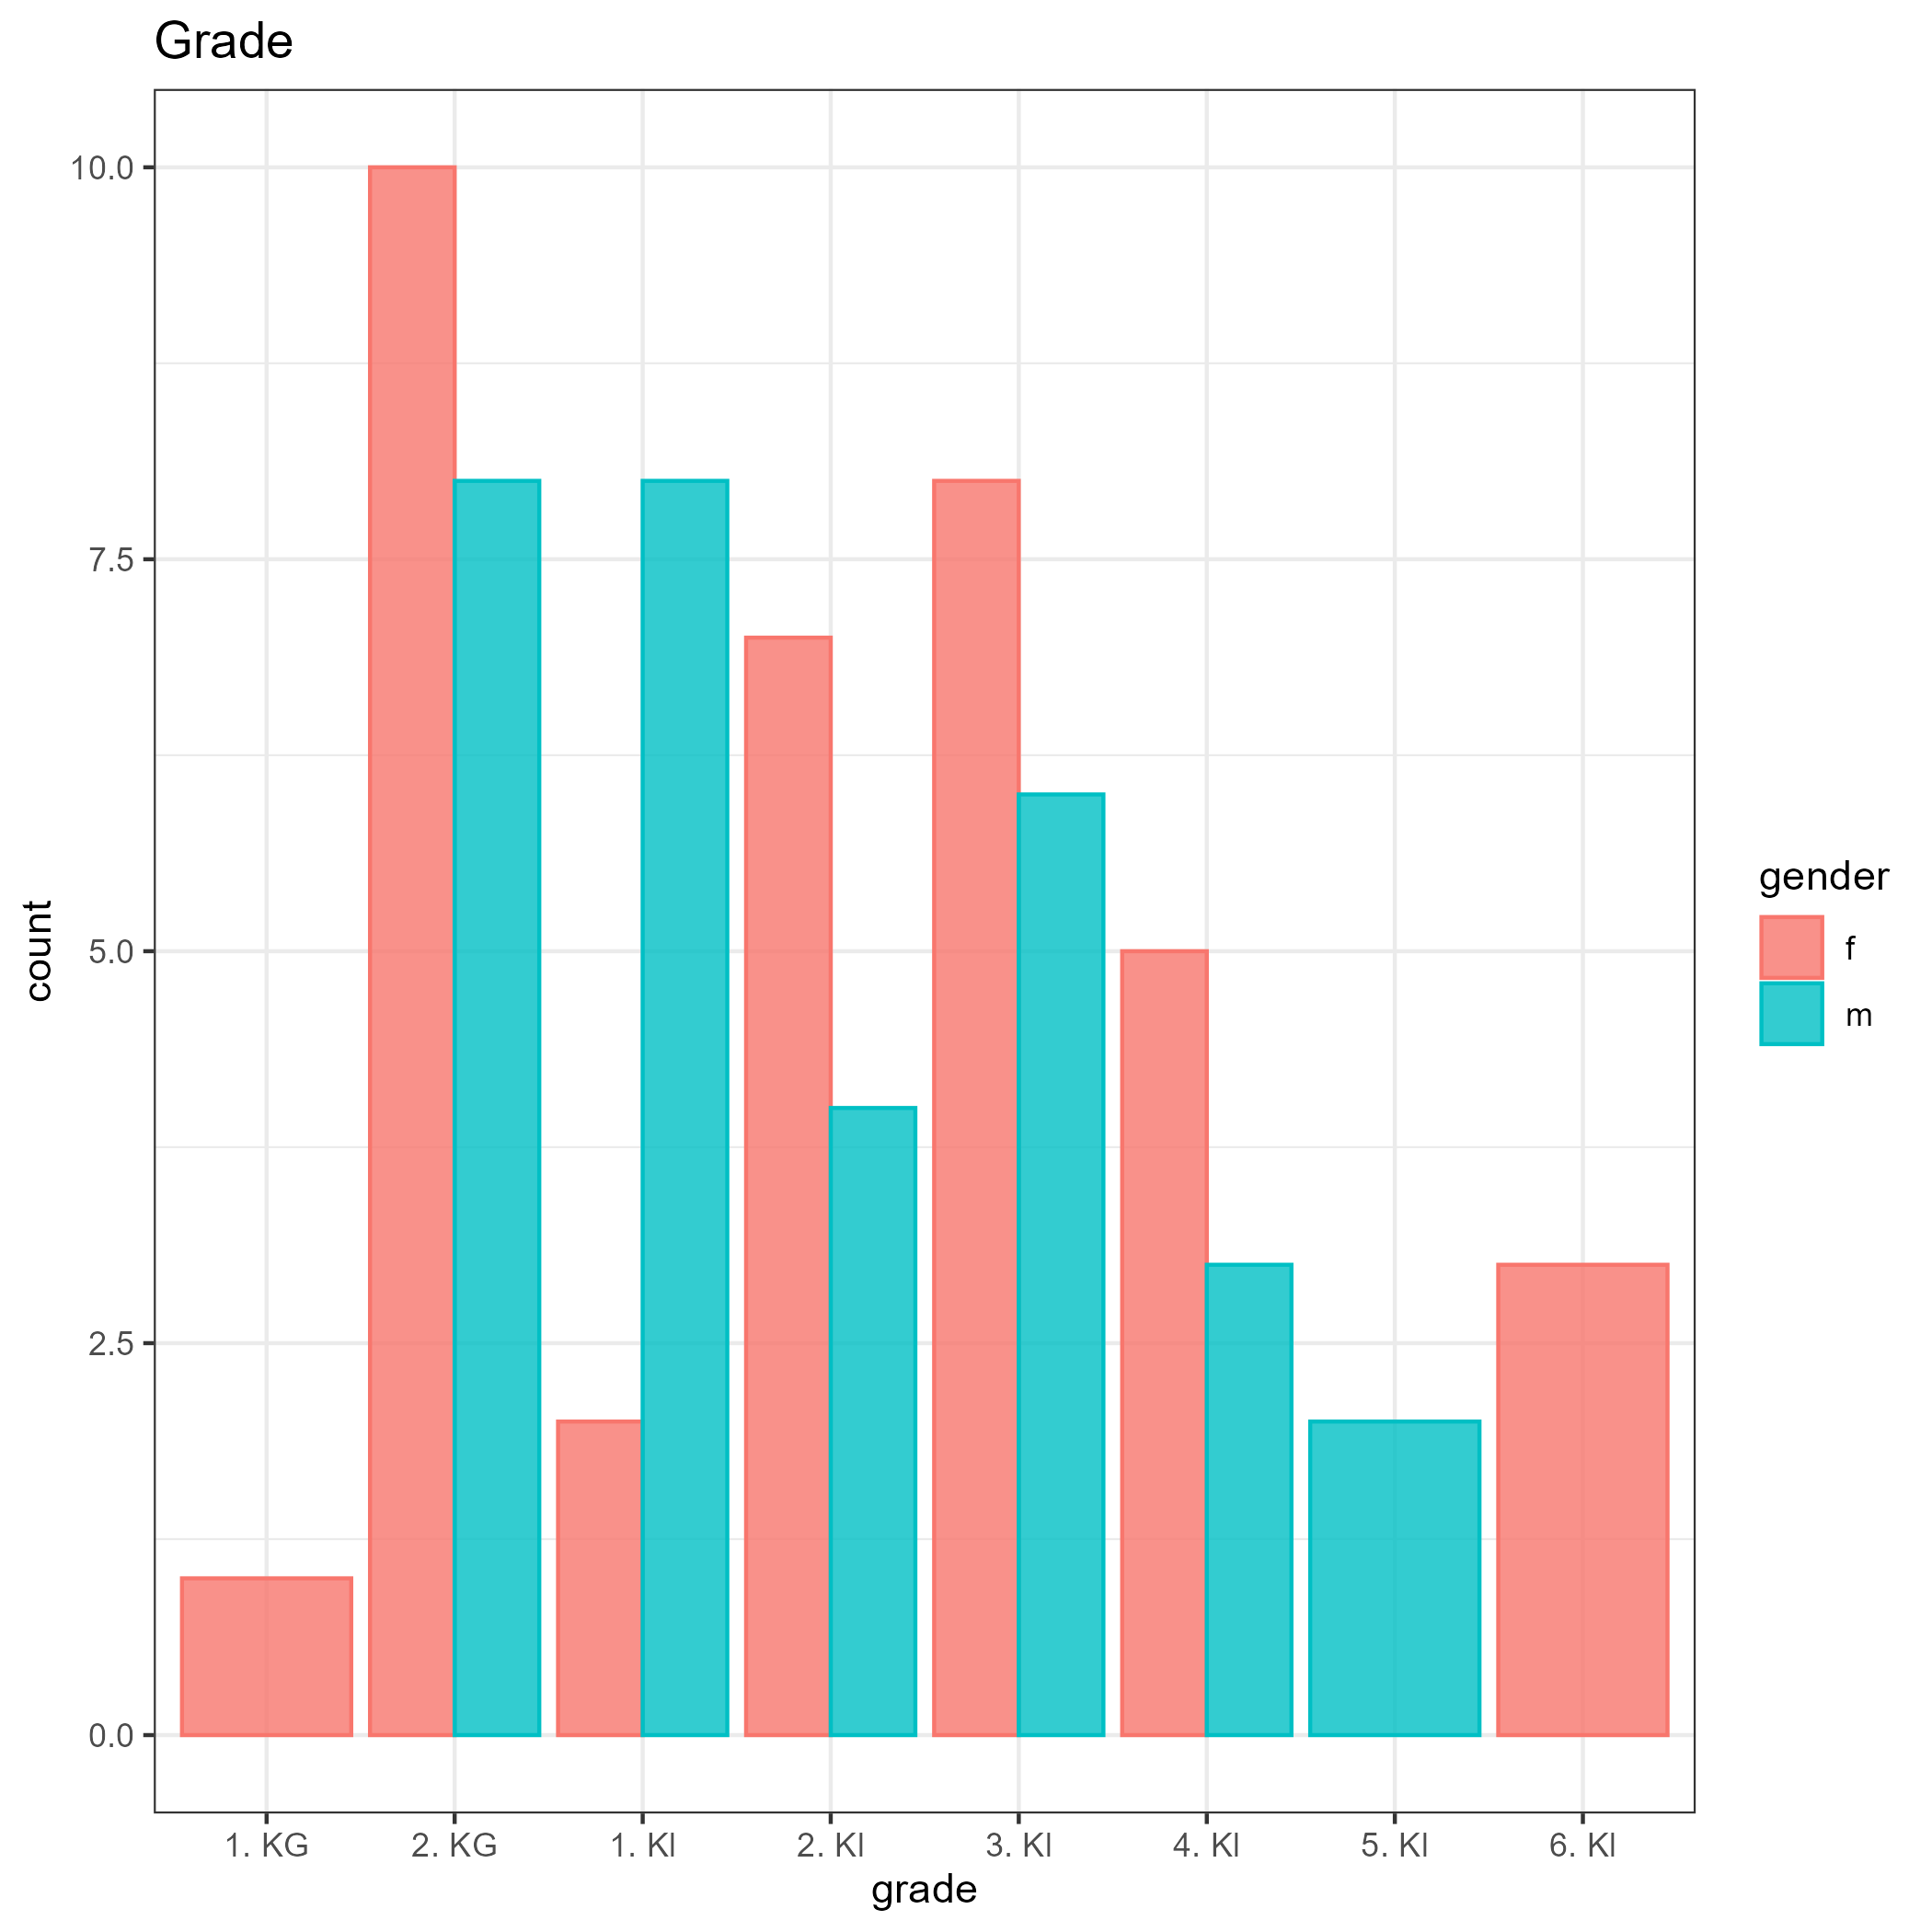 Grade
10.0
7.5
5.0
2.5
0.0
count
1. KG
2. KG
1. Kl
2. Kl
3. Kl
4. Kl
5. Kl
6. Kl
grade
gender
f
m